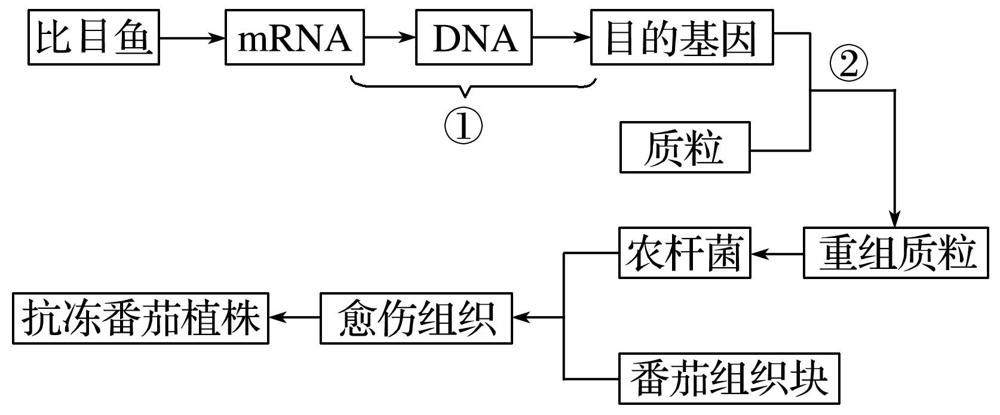 比目鱼
mRNA
DNA
目的基因
②
①
质粒
农杆菌
重组质粒
抗冻番茄植株
愈伤组织
番茄组织块